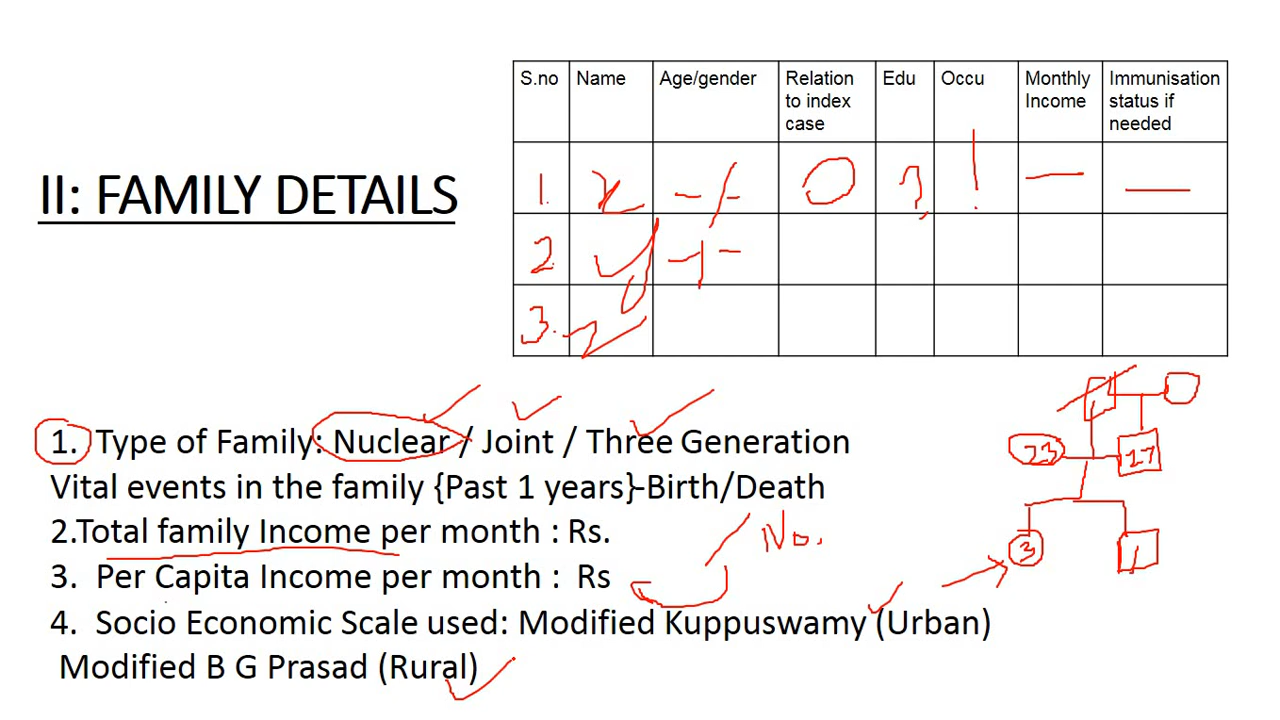 S.no Name Age/gender Relation to index case Edu Occu Monthly Income Immunisation status if needed
1. x -/- O ? ! — —
2. y -/-
3. z
II: FAMILY DETAILS
1. Type of Family: Nuclear / Joint / Three Generation
Vital events in the family {Past 1 years}-Birth/Death
2.Total family Income per month : Rs.
No.
3. Per Capita Income per month : Rs
4. Socio Economic Scale used: Modified Kuppuswamy (Urban)
Modified B G Prasad (Rural)
23 27
3 1